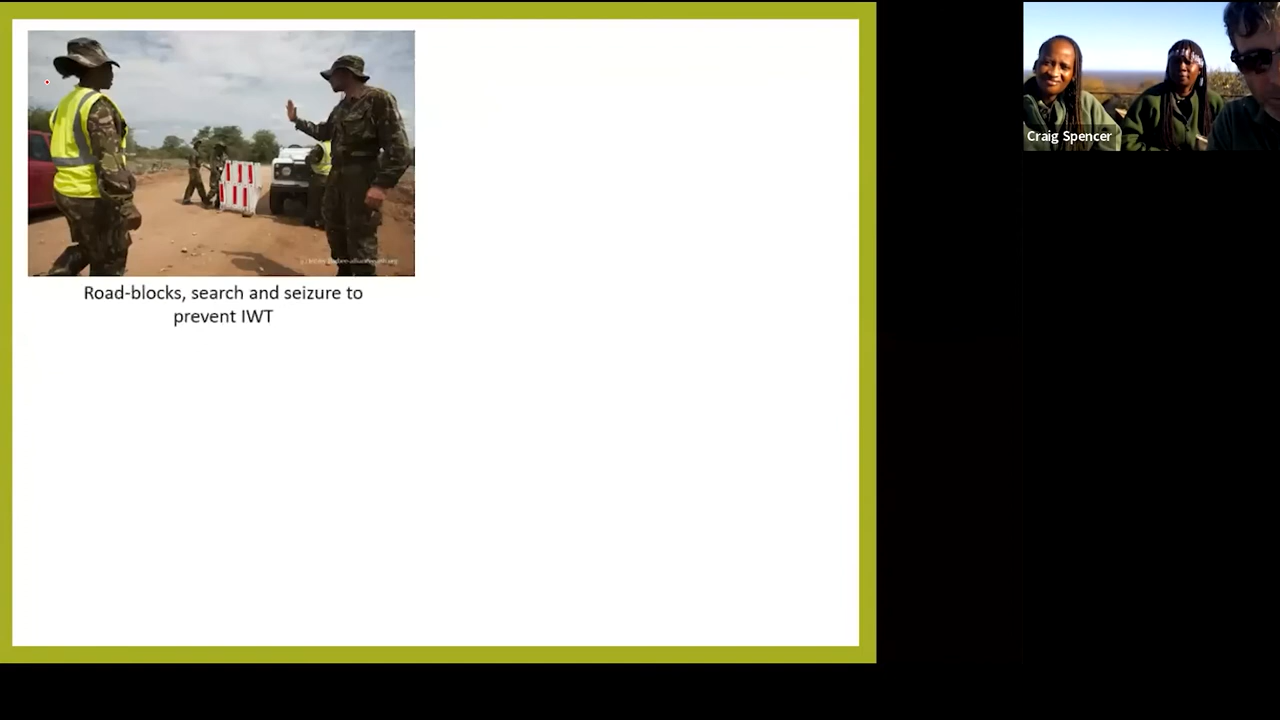 Road-blocks, search and seizure to
prevent IWT
Craig Spencer